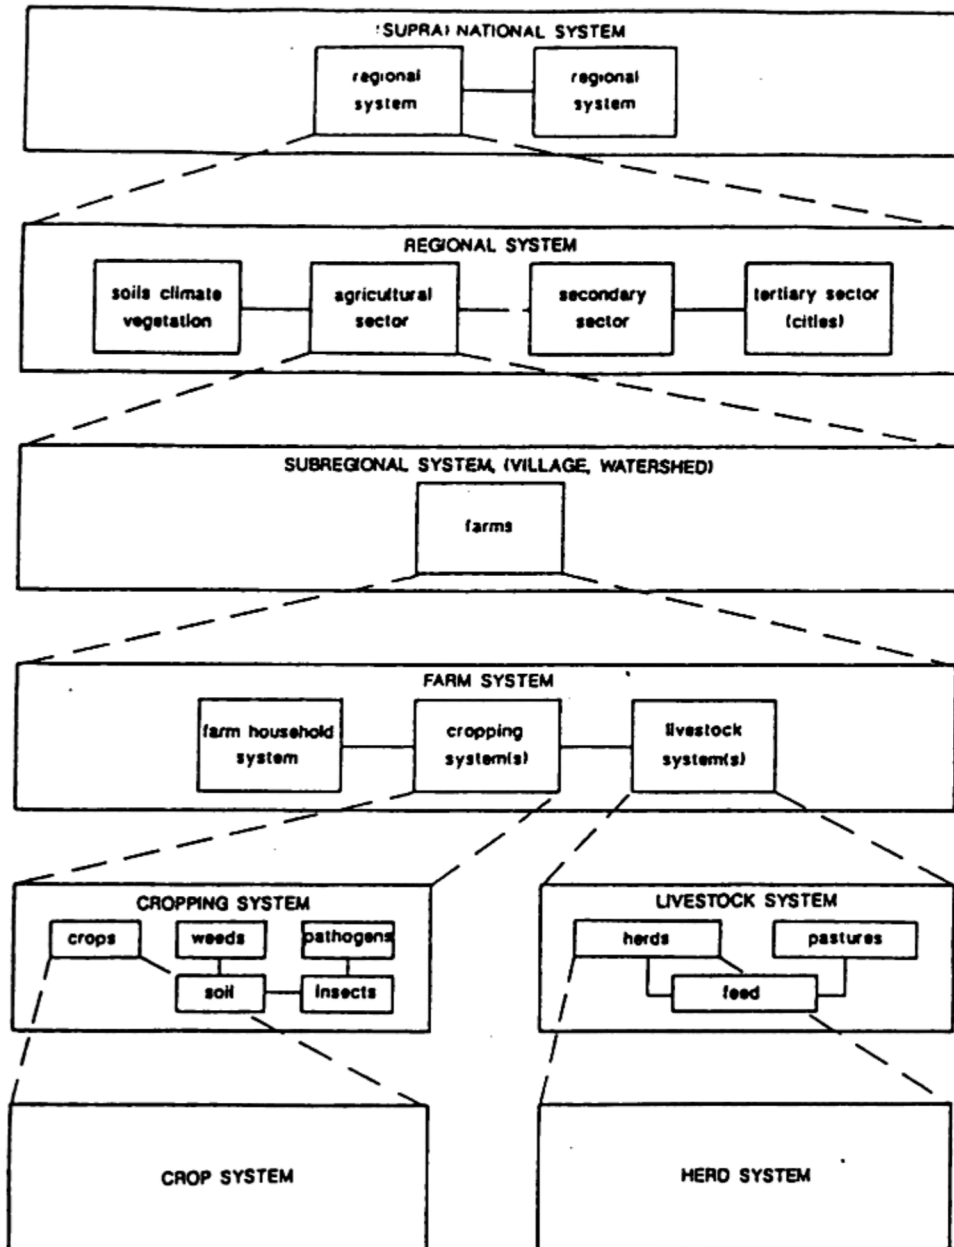 (SUPRA) NATIONAL SYSTEM
regional
system
regional
system
REGIONAL SYSTEM
soils climate
vegetation
agricultural
sector
secondary
sector
tertiary sector
(cities)
SUBREGIONAL SYSTEM, (VILLAGE, WATERSHED)
farms
FARM SYSTEM
farm household
system
cropping
system(s)
livestock
system(s)
CROPPING SYSTEM
crops
weeds
pathogens
soil
insects
LIVESTOCK SYSTEM
herds
pastures
feed
CROP SYSTEM
HERD SYSTEM